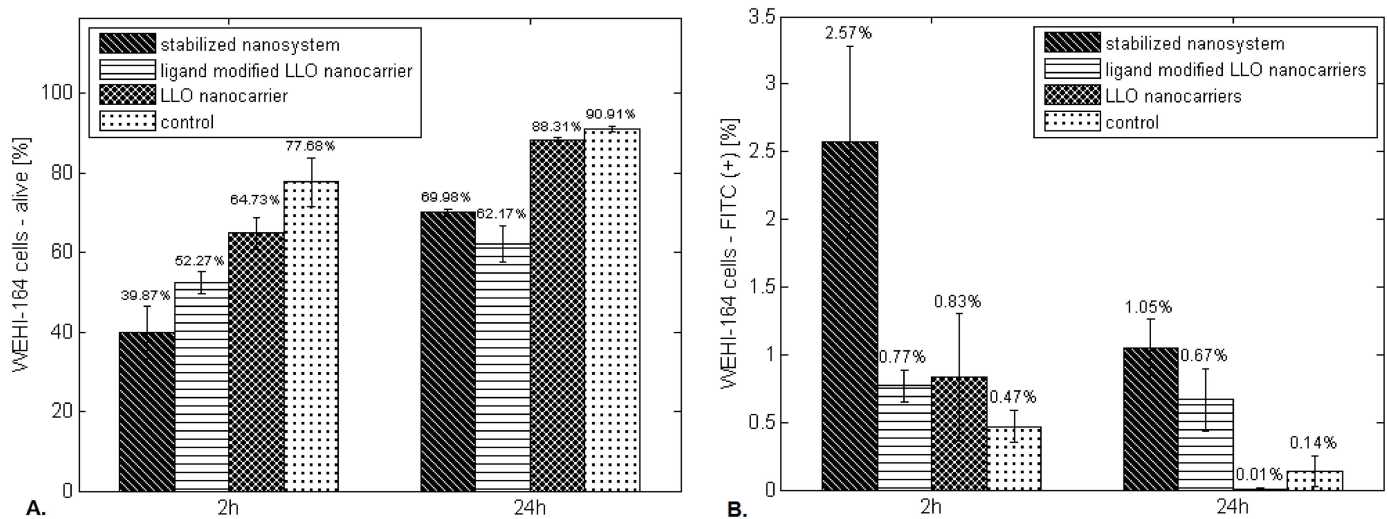 WEHI-164 cells - alive [%]
100
80
60
40
20
0
stabilized nanosystem
ligand modified LLO nanocarrier
LLO nanocarrier
control
39.87%
52.27%
64.73%
77.68%
69.98%
62.17%
88.31%
90.91%
2h
24h
A.
WEHI-164 cells - FITC (+) [%]
3.5
3
2.5
2
1.5
1
0.5
0
stabilized nanosystem
ligand modified LLO nanocarriers
LLO nanocarriers
control
2.57%
0.77%
0.83%
0.47%
1.05%
0.67%
0.01%
0.14%
2h
24h
B.